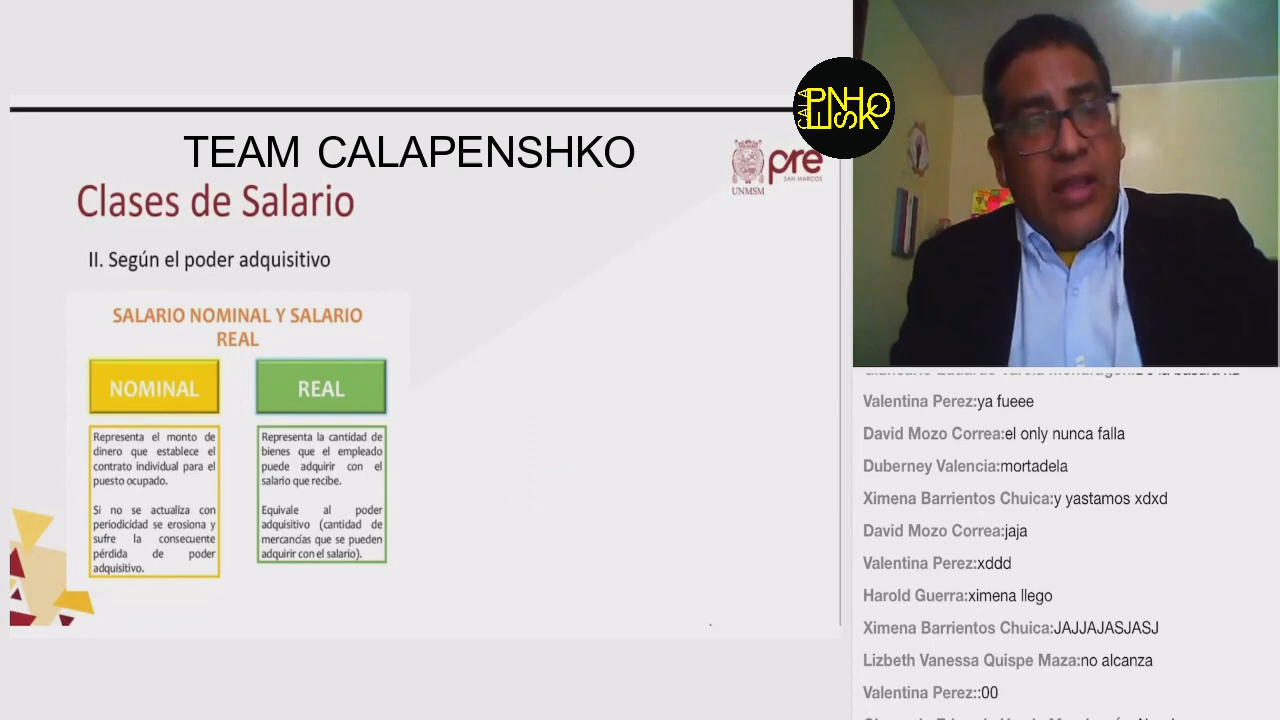 TEAM CALAPENSHKO
Clases de Salario
UNMSM
pre
SAN MARCOS
CALA
PENHSKO
II. Según el poder adquisitivo
SALARIO NOMINAL Y SALARIO
REAL
NOMINAL
Representa el monto de
dinero que establece el
contrato individual para el
puesto ocupado.
Si no se actualiza con
periodicidad se erosiona y
sufre la consecuente
pérdida de poder
adquisitivo.
REAL
Representa la cantidad de
bienes que el empleado
puede adquirir con el
salario que recibe.
Equivale al poder
adquisitivo (cantidad de
mercancías que se pueden
adquirir con el salario).
Valentina Perez:ya fueee
David Mozo Correa:el only nunca falla
Duberney Valencia:mortadela
Ximena Barrientos Chuica:y yastamos xdxd
David Mozo Correa:jaja
Valentina Perez:xddd
Harold Guerra:ximena llego
Ximena Barrientos Chuica:JAJJAJASJASJ
Lizbeth Vanessa Quispe Maza:no alcanza
Valentina Perez::00